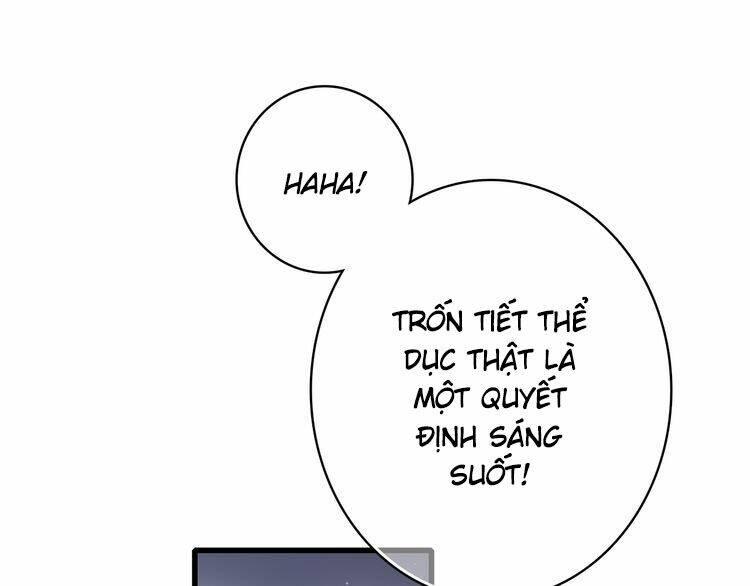 HAHA!
TRỐN TIẾT THỂ
DỤC THẬT LÀ
MỘT QUYẾT
ĐỊNH SÁNG
SUỐT!